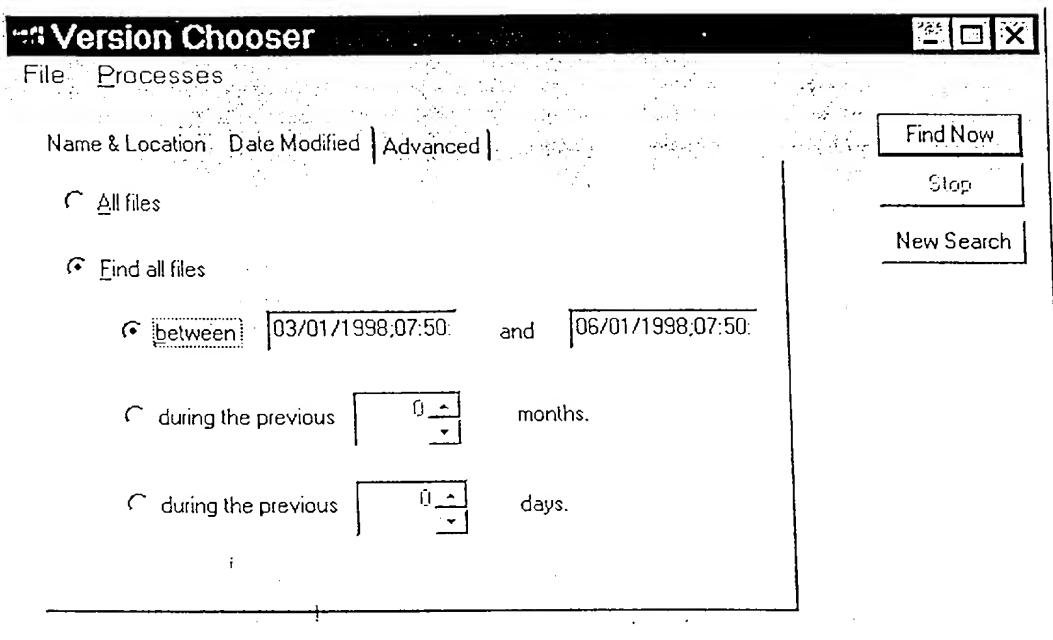 Version Chooser
File Processes
Name & Location Date Modified Advanced
Find Now
Stop
New Search
All files
Find all files
between 03/01/1998;07:50: and 06/01/1998;07:50:
during the previous 0 months.
during the previous 0 days.